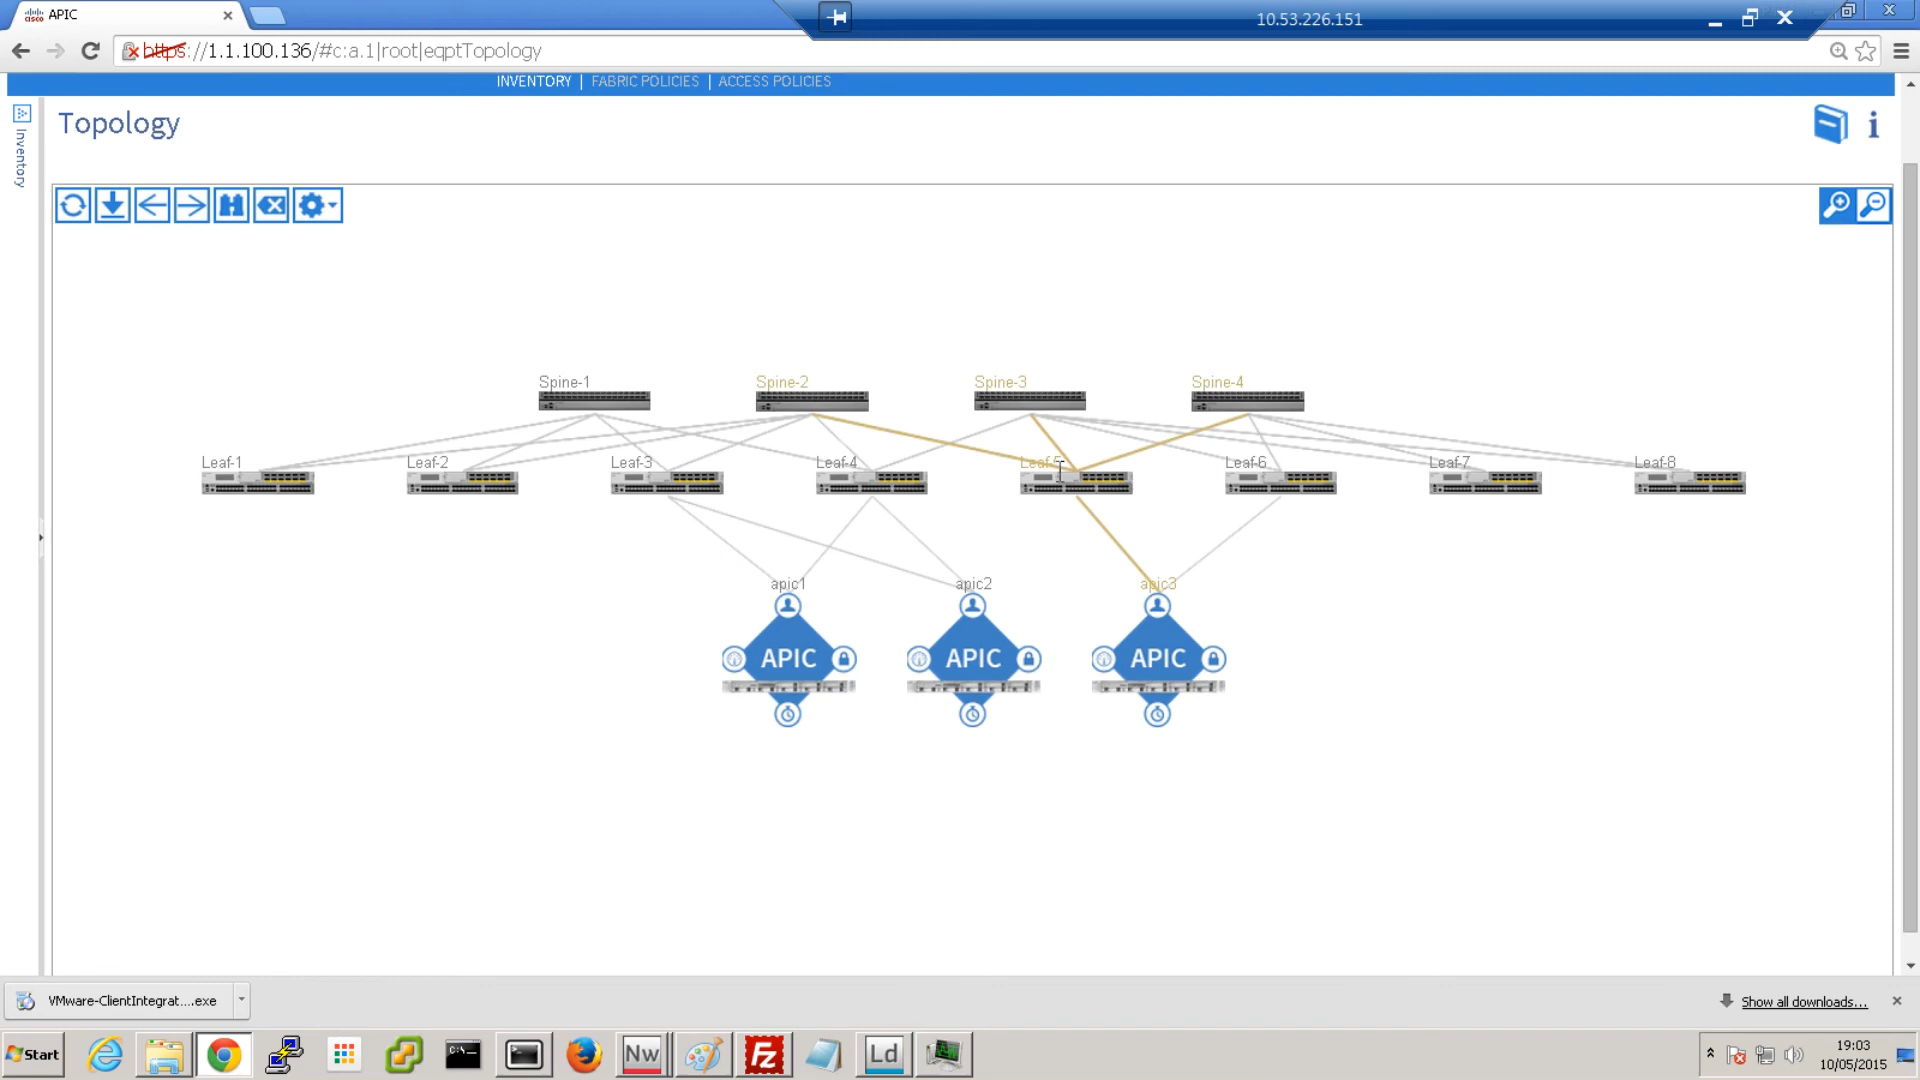 APIC
10.53.226.151
https://1.1.100.136/#c:a.1|root|eqptTopology
INVENTORY | FABRIC POLICIES | ACCESS POLICIES
Inventory
Topology
i
Spine-1 Spine-2 Spine-3 Spine-4
Leaf-1 Leaf-2 Leaf-3 Leaf-4 Leaf-5 Leaf-6 Leaf-7 Leaf-8
apic1 apic2 apic3
APIC APIC APIC
VMware-ClientIntegrat....exe
Show all downloads...
Start
Nw
Fz
Ld
19:03
10/05/2015